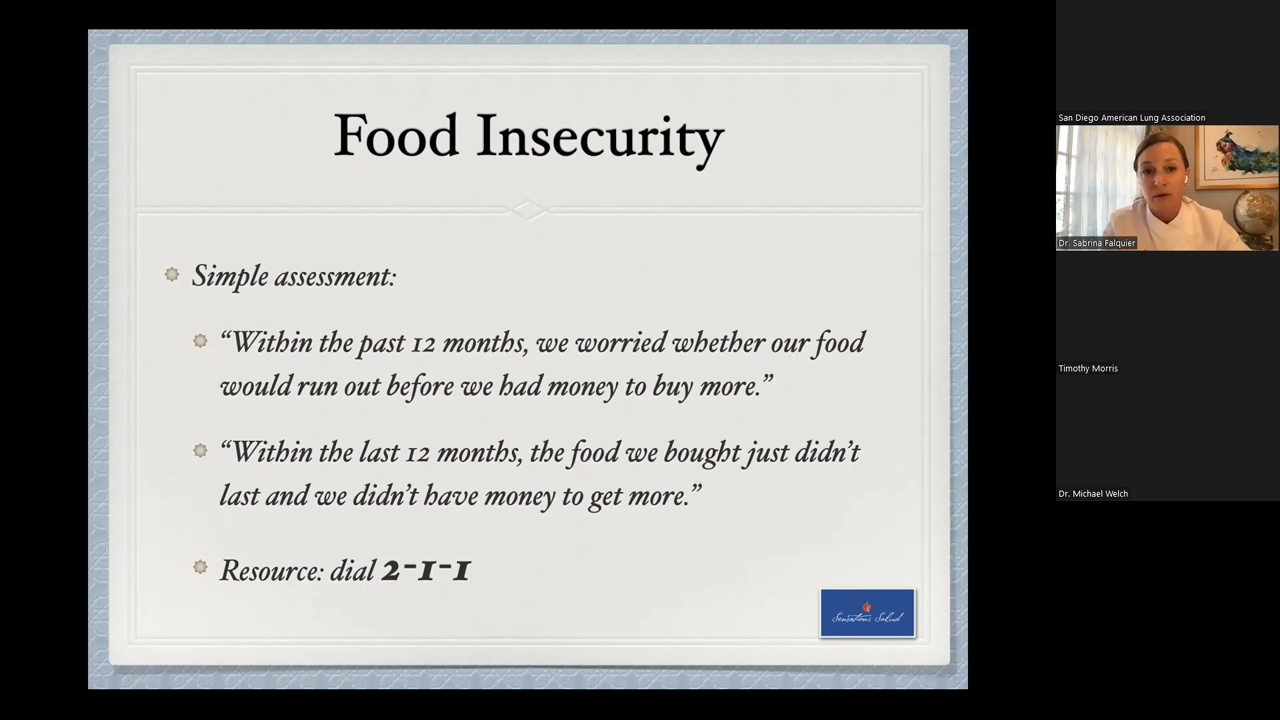 Food Insecurity
Simple assessment:
“Within the past 12 months, we worried whether our food
would run out before we had money to buy more.”
“Within the last 12 months, the food we bought just didn’t
last and we didn’t have money to get more.”
Resource: dial 2-1-1
Sensations Salud
San Diego American Lung Association
Dr. Sabrina Falquier
Timothy Morris
Dr. Michael Welch